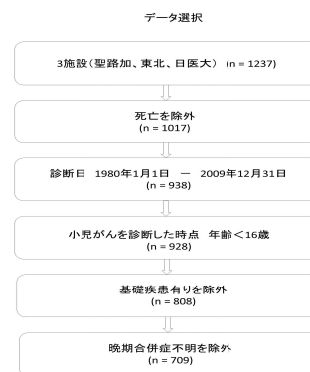 データ選択
3施設(聖路加、東北、日医大) (n = 1237)
死亡を除外
(n = 1017)
診断日 1980年1月1日 ー 2009年12月31日
(n = 938)
小児がんを診断した時点 年齢<16歳
(n = 928)
基礎疾患有りを除外
(n = 808)
晩期合併症不明を除外
(n = 709)